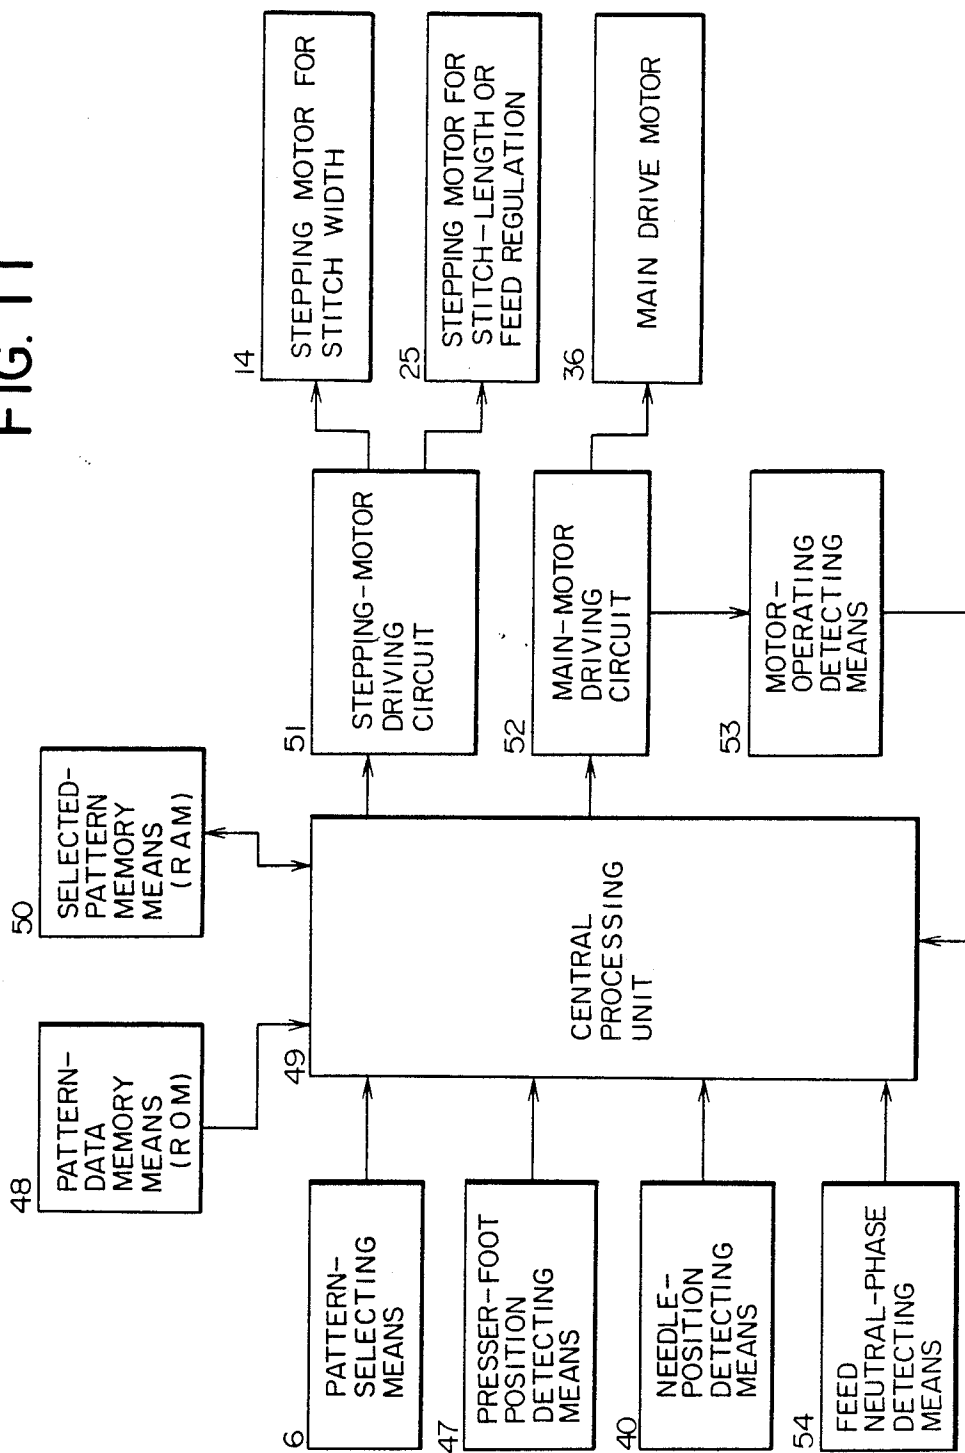 FIG. 11
48
PATTERN-
DATA
MEMORY
MEANS
(ROM)
50
SELECTED-
PATTERN
MEMORY
MEANS
(RAM)
6
PATTERN-
SELECTING
MEANS
47
PRESSER-FOOT
POSITION
DETECTING
MEANS
40
NEEDLE-
POSITION
DETECTING
MEANS
54
FEED
NEUTRAL-PHASE
DETECTING
MEANS
49
CENTRAL
PROCESSING
UNIT
51
STEPPING-MOTOR
DRIVING
CIRCUIT
52
MAIN-MOTOR
DRIVING
CIRCUIT
53
MOTOR-
OPERATING
DETECTING
MEANS
14
STEPPING MOTOR FOR
STITCH WIDTH
25
STEPPING MOTOR FOR
STITCH-LENGTH OR
FEED REGULATION
36
MAIN DRIVE MOTOR